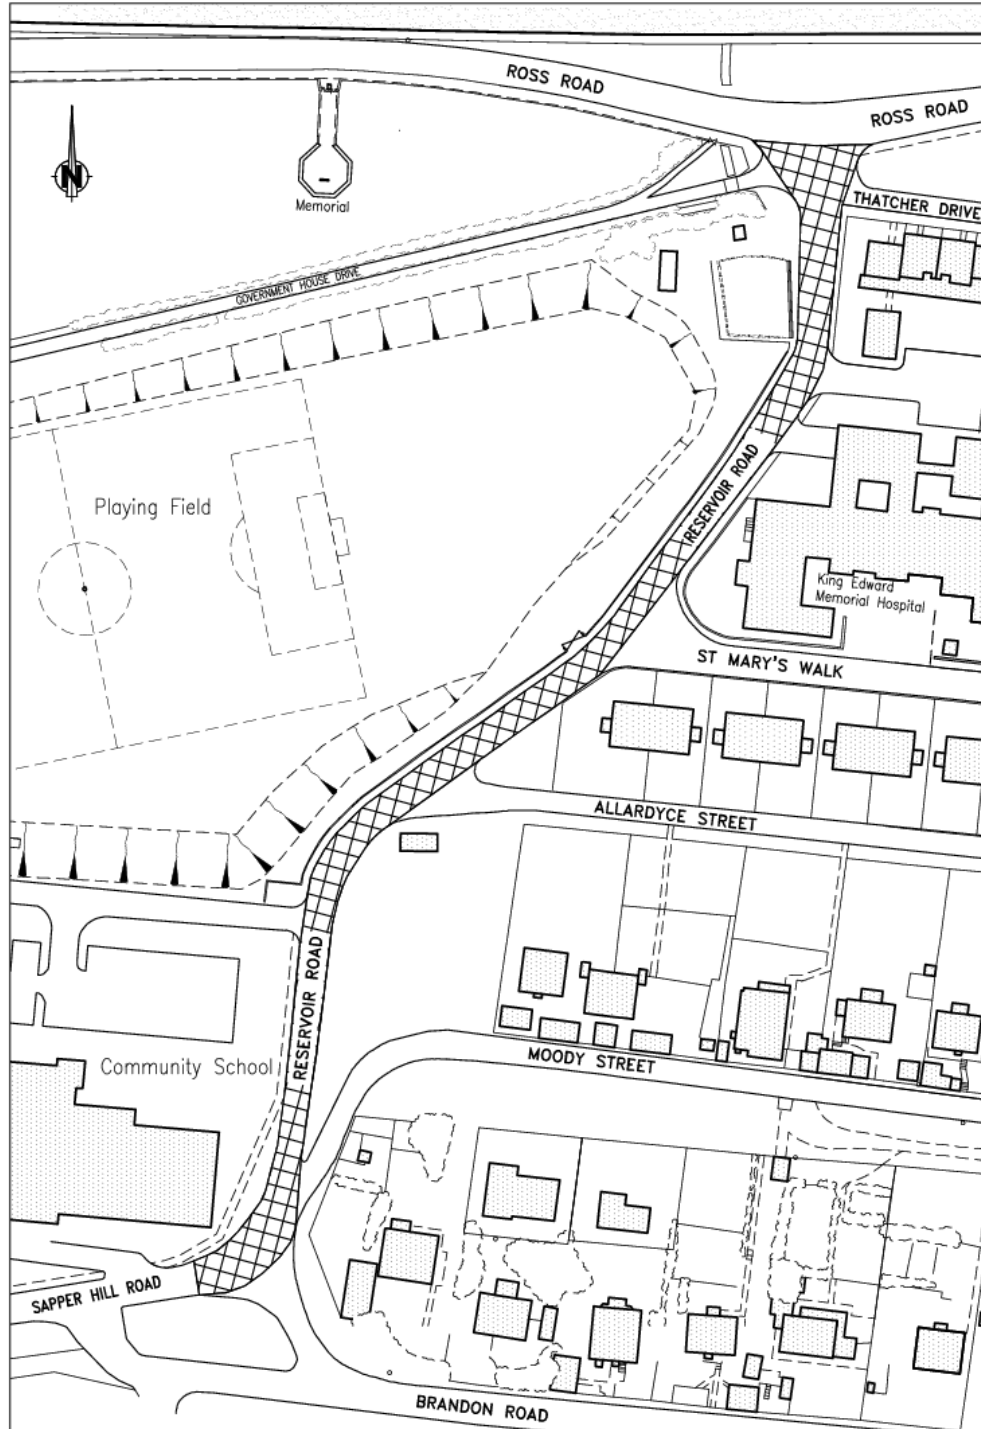 ROSS ROAD
ROSS ROAD
N
Memorial
THATCHER DRIVE
GOVERNMENT HOUSE DRIVE
Playing Field
RESERVOIR ROAD
King Edward
Memorial Hospital
ST MARY'S WALK
ALLARDYCE STREET
RESERVOIR ROAD
MOODY STREET
Community School
SAPPER HILL ROAD
BRANDON ROAD